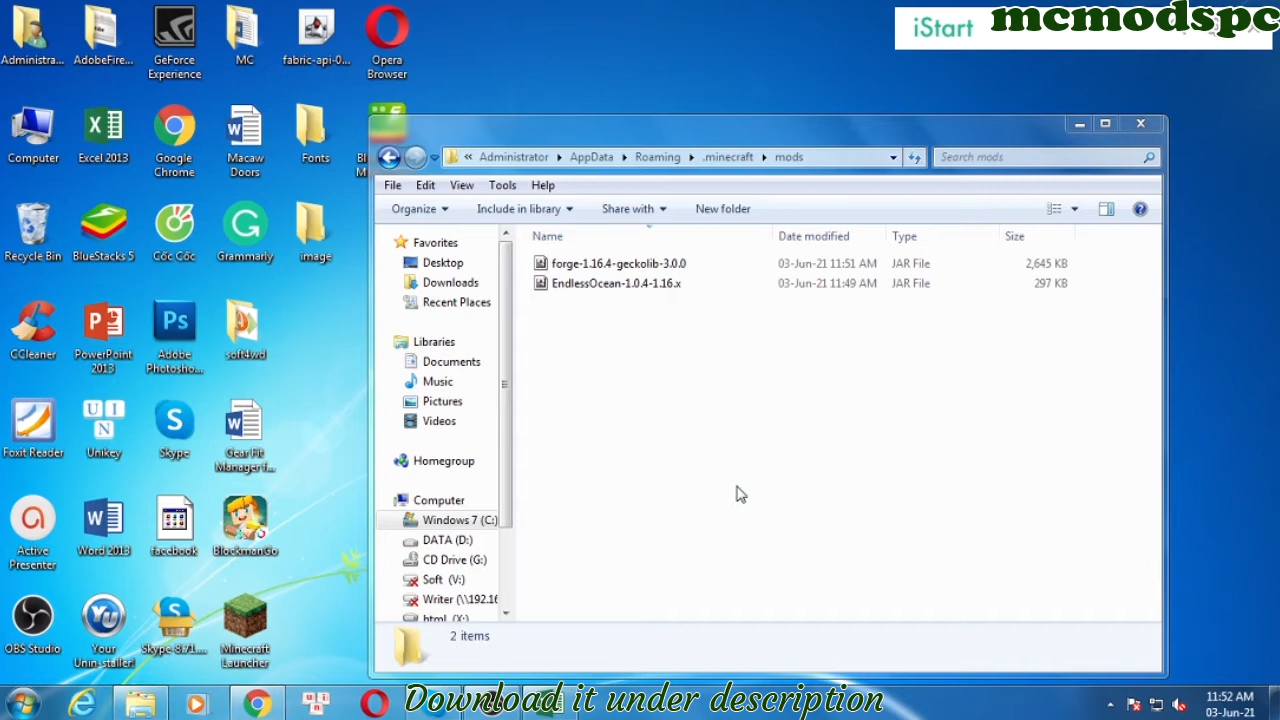 iStart
mcmodspc
Administra...
AdobeFire...
GeForce
Experience
MC
fabric-api-0...
Opera
Browser
Computer
Excel 2013
Google
Chrome
Macaw
Doors
Fonts
Recycle Bin
BlueStacks 5
Cốc Cốc
Grammarly
image
CCleaner
PowerPoint
2013
Adobe
Photosho...
soft4wd
Foxit Reader
UI
N
Unikey
Skype
Gear Fit
Manager f...
Active
Presenter
Word 2013
facebook
BlockmanGo
OBS Studio
Your
Unin-staller!
Skype-8.71....
Minecraft
Launcher
« Administrator ▸ AppData ▸ Roaming ▸ .minecraft ▸ mods
Search mods
File Edit View Tools Help
Organize Include in library Share with New folder
Name Date modified Type Size
forge-1.16.4-geckolib-3.0.0 03-Jun-21 11:51 AM JAR File 2,645 KB
EndlessOcean-1.0.4-1.16.x 03-Jun-21 11:49 AM JAR File 297 KB
Favorites
Desktop
Downloads
Recent Places
Libraries
Documents
Music
Pictures
Videos
Homegroup
Computer
Windows 7 (C:)
DATA (D:)
CD Drive (G:)
Soft (V:)
Writer (\\192.16
html (X:)
2 items
Download it under description
11:52 AM
03-Jun-21